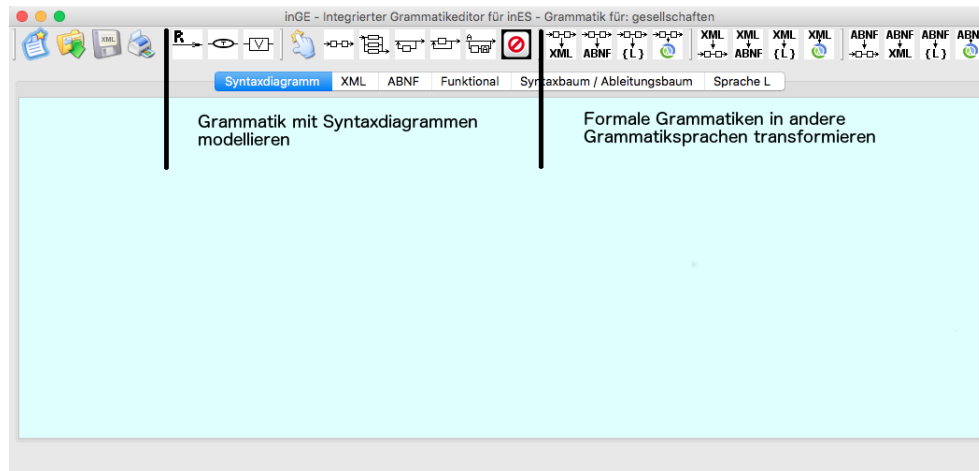 inGE - Integrierter Grammatikeditor für inES - Grammatik für: gesellschaften
XML
R
T
V
A
XML ABNF {L}
XML XML XML XML
ABNF {L}
ABNF ABNF ABNF ABNF
XML {L}
Syntaxdiagramm XML ABNF Funktional Syntaxbaum / Ableitungsbaum Sprache L
Grammatik mit Syntaxdiagrammen
modellieren
Formale Grammatiken in andere
Grammatiksprachen transformieren